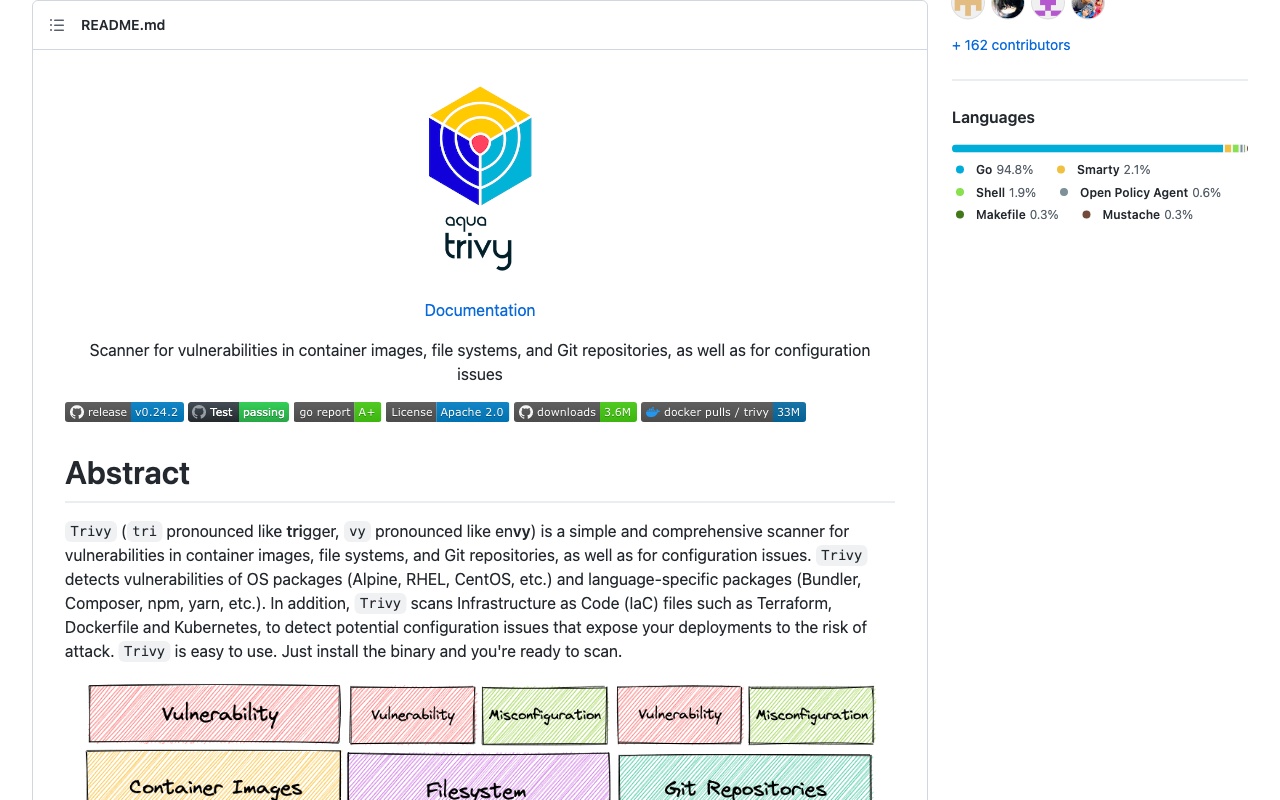 README.md
aqua
trivy
Documentation
Scanner for vulnerabilities in container images, file systems, and Git repositories, as well as for configuration
issues
release v0.24.2 Test passing go report A+ License Apache 2.0 downloads 3.6M docker pulls / trivy 33M
Abstract
Trivy ( tri pronounced like trigger, vy pronounced like envy) is a simple and comprehensive scanner for
vulnerabilities in container images, file systems, and Git repositories, as well as for configuration issues. Trivy
detects vulnerabilities of OS packages (Alpine, RHEL, CentOS, etc.) and language-specific packages (Bundler,
Composer, npm, yarn, etc.). In addition, Trivy scans Infrastructure as Code (IaC) files such as Terraform,
Dockerfile and Kubernetes, to detect potential configuration issues that expose your deployments to the risk of
attack. Trivy is easy to use. Just install the binary and you're ready to scan.
Vulnerability Vulnerability Misconfiguration Vulnerability Misconfiguration
Container Images Filesystem Git Repositories
+ 162 contributors
Languages
Go 94.8% Smarty 2.1%
Shell 1.9% Open Policy Agent 0.6%
Makefile 0.3% Mustache 0.3%